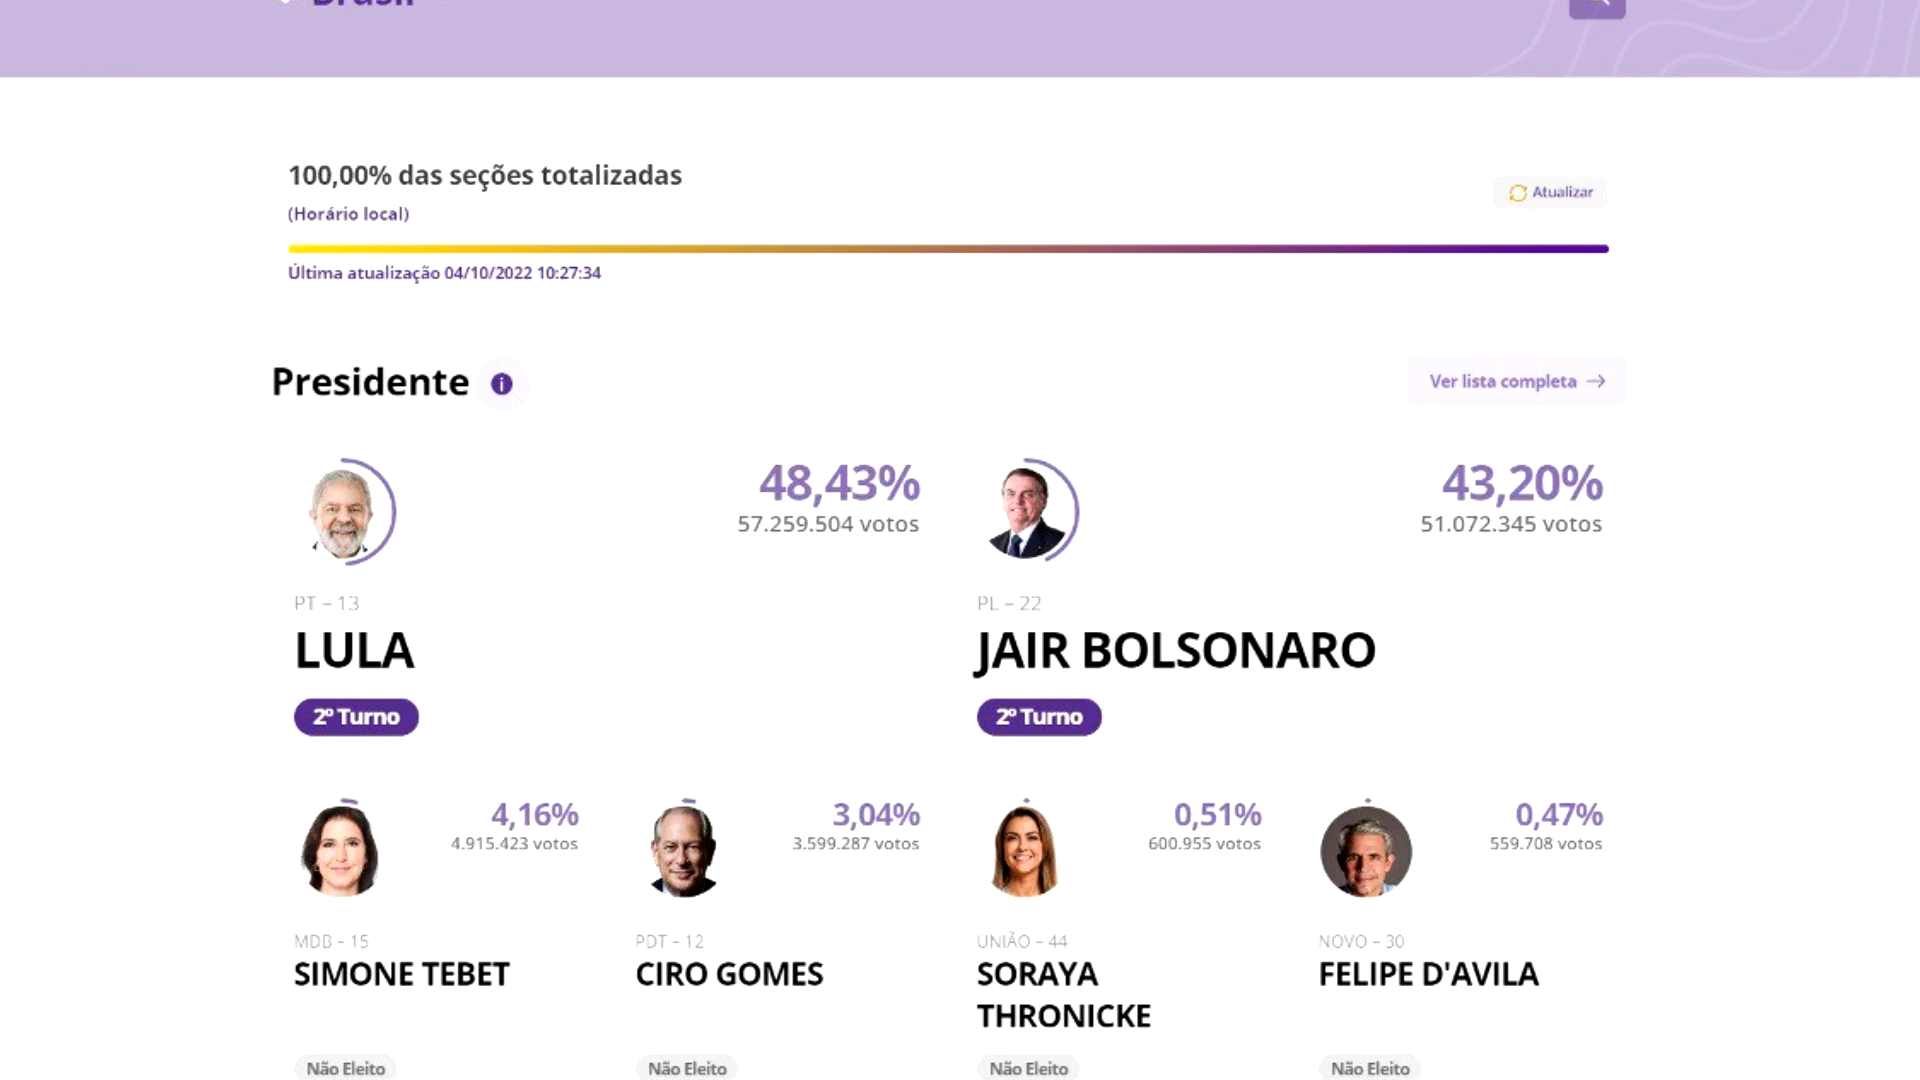 Brasil
100,00% das seções totalizadas
Atualizar
(Horário local)
Última atualização 04/10/2022 10:27:34
Presidente
Ver lista completa →
48,43%
57.259.504 votos
PT – 13
LULA
2º Turno
43,20%
51.072.345 votos
PL – 22
JAIR BOLSONARO
2º Turno
4,16%
4.915.423 votos
MDB – 15
SIMONE TEBET
Não Eleito
3,04%
3.599.287 votos
PDT – 12
CIRO GOMES
Não Eleito
0,51%
600.955 votos
UNIÃO – 44
SORAYA
THRONICKE
Não Eleito
0,47%
559.708 votos
NOVO – 30
FELIPE D'AVILA
Não Eleito